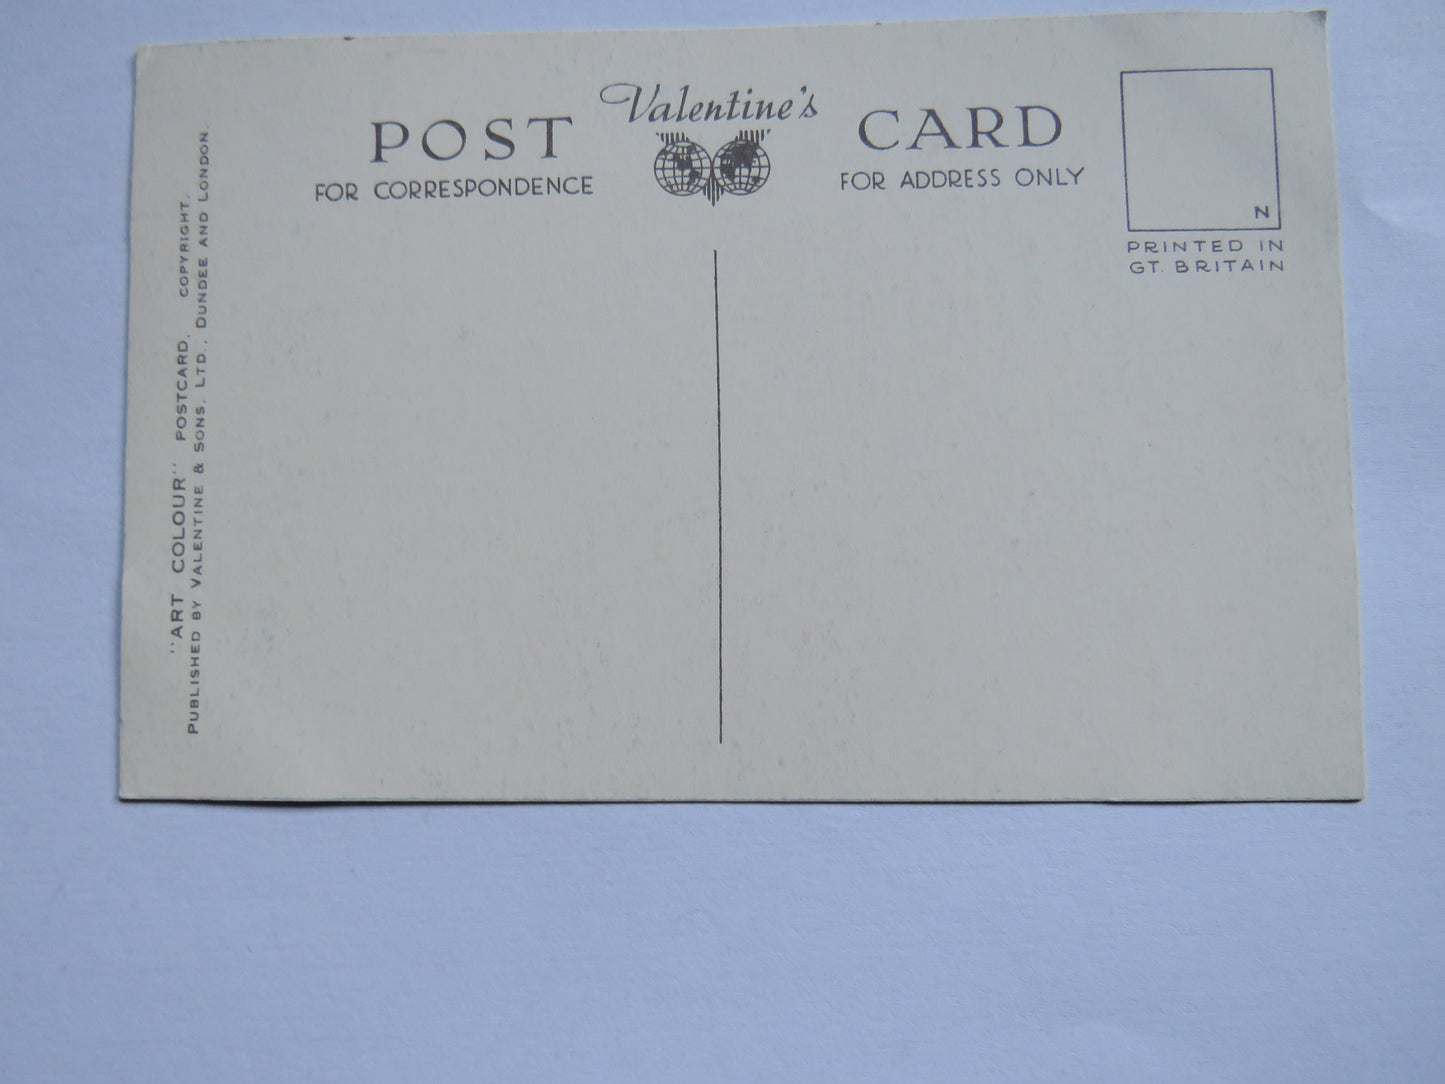 Valentine's
POST CARD
FOR CORRESPONDENCE
FOR ADDRESS ONLY
N
PRINTED IN
GT. BRITAIN
"ART COLOUR" POSTCARD. COPYRIGHT.
PUBLISHED BY VALENTINE & SONS. LTD., DUNDEE AND LONDON.